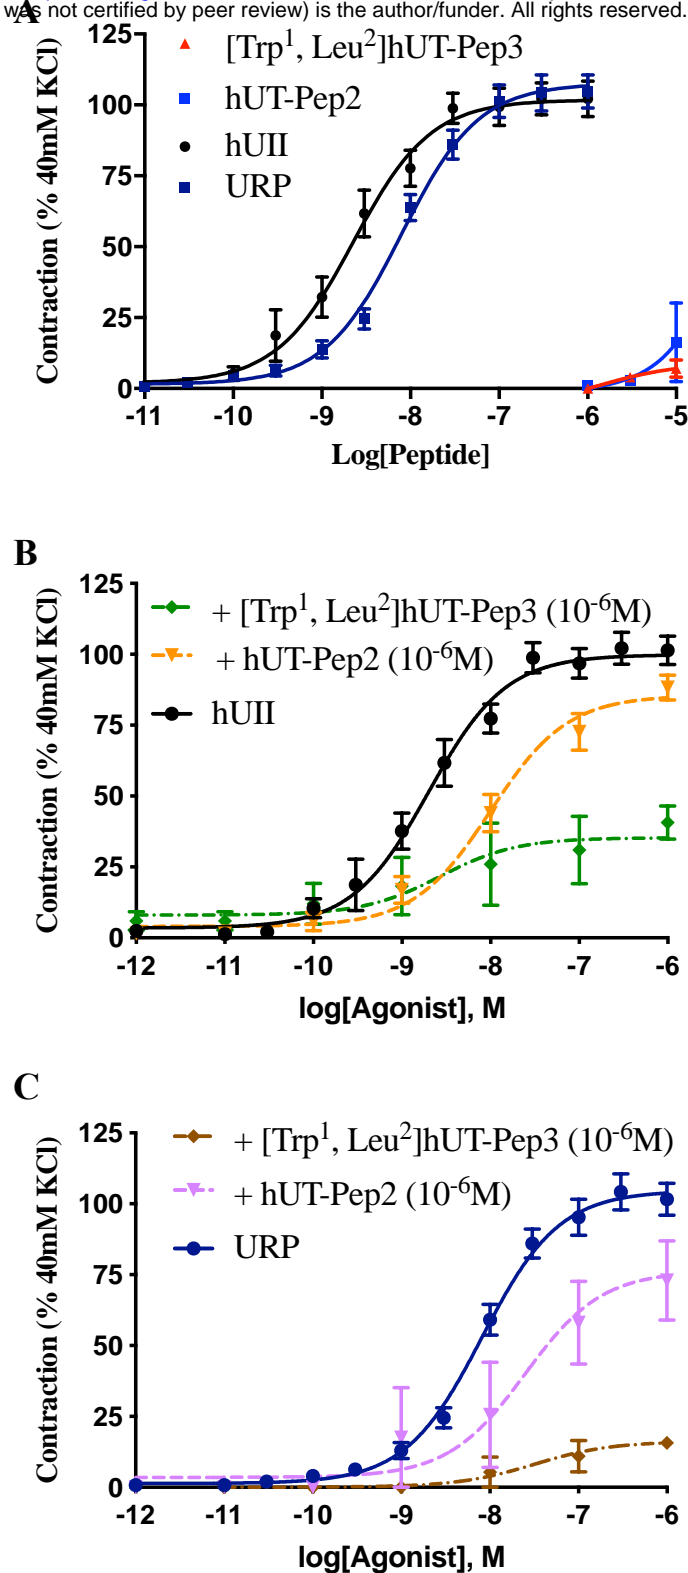 was not certified by peer review) is the author/funder. All rights reserved.
A
[Trp1, Leu2]hUT-Pep3
hUT-Pep2
hUII
URP
125
100
75
50
25
0
Contraction (% 40mM KCl)
-11 -10 -9 -8 -7 -6 -5
Log[Peptide]
B
+ [Trp1, Leu2]hUT-Pep3 (10-6M)
+ hUT-Pep2 (10-6M)
hUII
125
100
75
50
25
0
Contraction (% 40mM KCl)
-12 -11 -10 -9 -8 -7 -6
log[Agonist], M
C
+ [Trp1, Leu2]hUT-Pep3 (10-6M)
+ hUT-Pep2 (10-6M)
URP
125
100
75
50
25
0
Contraction (% 40mM KCl)
-12 -11 -10 -9 -8 -7 -6
log[Agonist], M